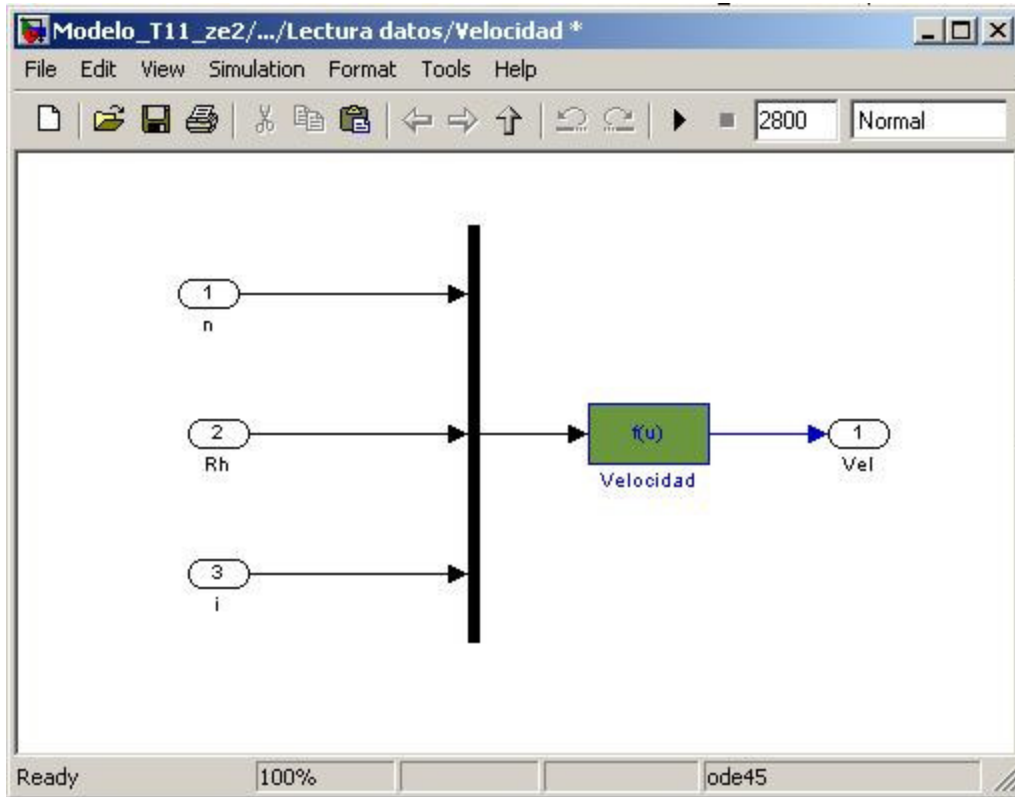 Modelo_T11_ze2/.../Lectura datos/Velocidad *
File Edit View Simulation Format Tools Help
2800 Normal
1
n
2
Rh
3
i
f(u)
Velocidad
1
Vel
Ready 100% ode45